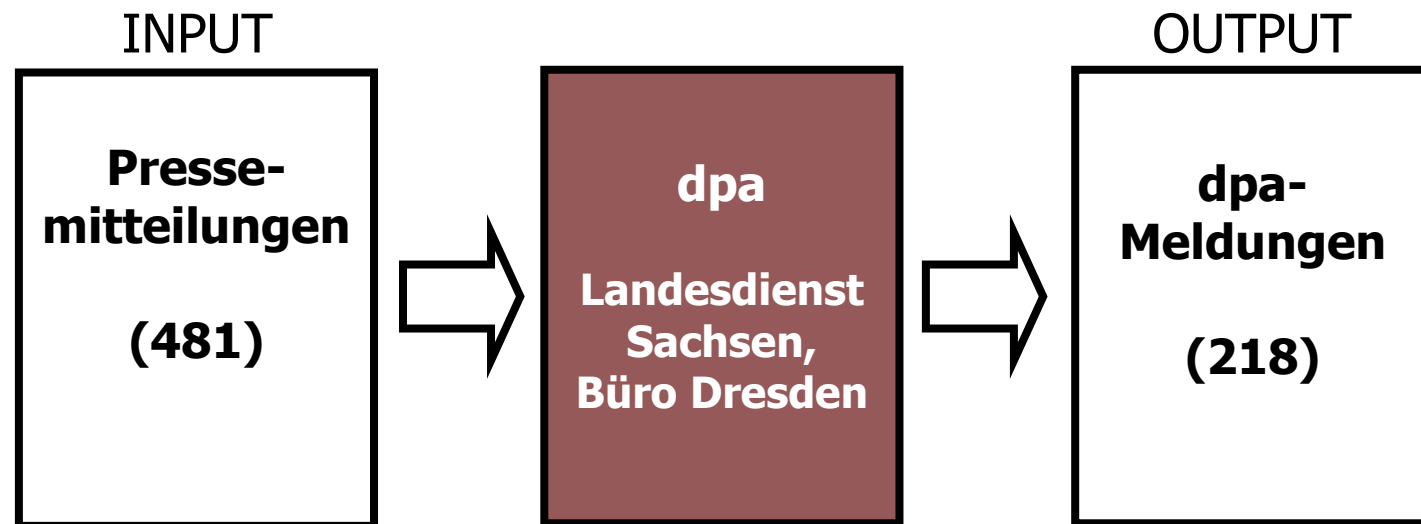 INPUT
Presse-
mitteilungen
(481)
dpa
Landesdienst
Sachsen,
Büro Dresden
OUTPUT
dpa-
Meldungen
(218)